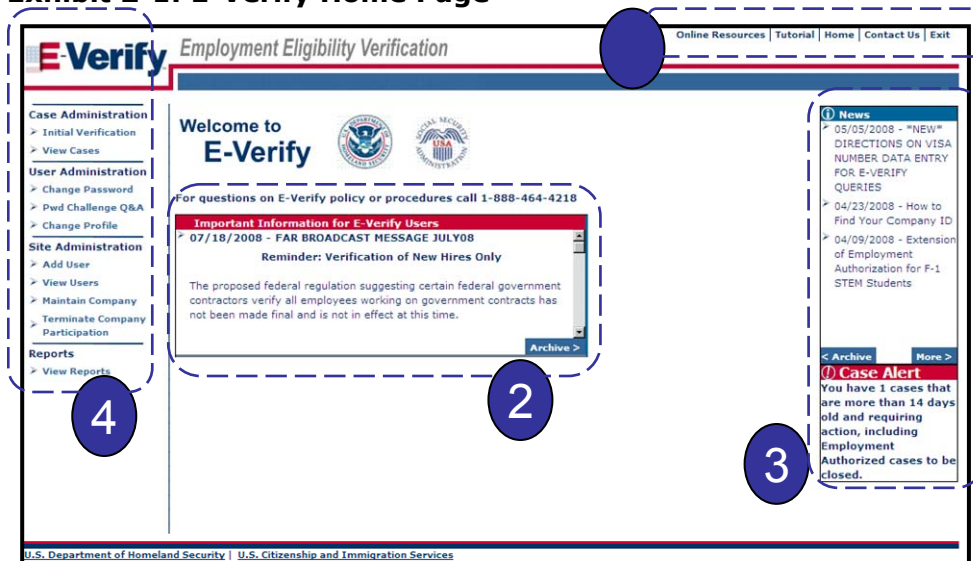 Exhibit 2-1: E-Verify Home Page
E-Verify
Employment Eligibility Verification
Online Resources | Tutorial | Home | Contact Us | Exit
Case Administration
Initial Verification
View Cases
User Administration
Change Password
Pwd Challenge Q&A
Change Profile
Site Administration
Add User
View Users
Maintain Company
Terminate Company
Participation
Reports
View Reports
4
Welcome to
E-Verify
For questions on E-Verify policy or procedures call 1-888-464-4218
Important Information for E-Verify Users
07/18/2008 - FAR BROADCAST MESSAGE JULY08
Reminder: Verification of New Hires Only
The proposed federal regulation suggesting certain federal government
contractors verify all employees working on government contracts has
not been made final and is not in effect at this time.
Archive >
2
News
05/05/2008 - *NEW*
DIRECTIONS ON VISA
NUMBER DATA ENTRY
FOR E-VERIFY
QUERIES
04/23/2008 - How to
Find Your Company ID
04/09/2008 - Extension
of Employment
Authorization for F-1
STEM Students
< Archive More >
Case Alert
You have 1 cases that
are more than 14 days
old and requiring
action, including
Employment
Authorized cases to be
closed.
3
U.S. Department of Homeland Security | U.S. Citizenship and Immigration Services